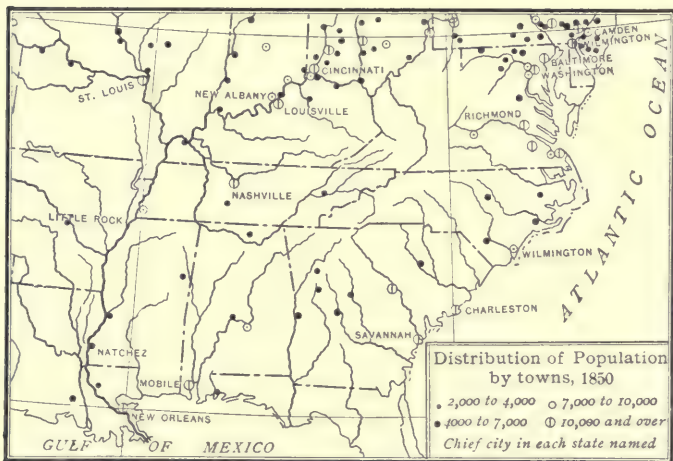 CAMDEN
WILMINGTON
BALTIMORE
WASHINGTON
CINCINNATI
ST. LOUIS
NEW ALBANY
LOUISVILLE
RICHMOND
NASHVILLE
LITTLE ROCK
WILMINGTON
ATLANTIC OCEAN
CHARLESTON
SAVANNAH
NATCHEZ
MOBILE
NEW ORLEANS
GULF OF MEXICO
Distribution of Population
by towns, 1850
2,000 to 4,000 7,000 to 10,000
4000 to 7,000 10,000 and over
Chief city in each state named